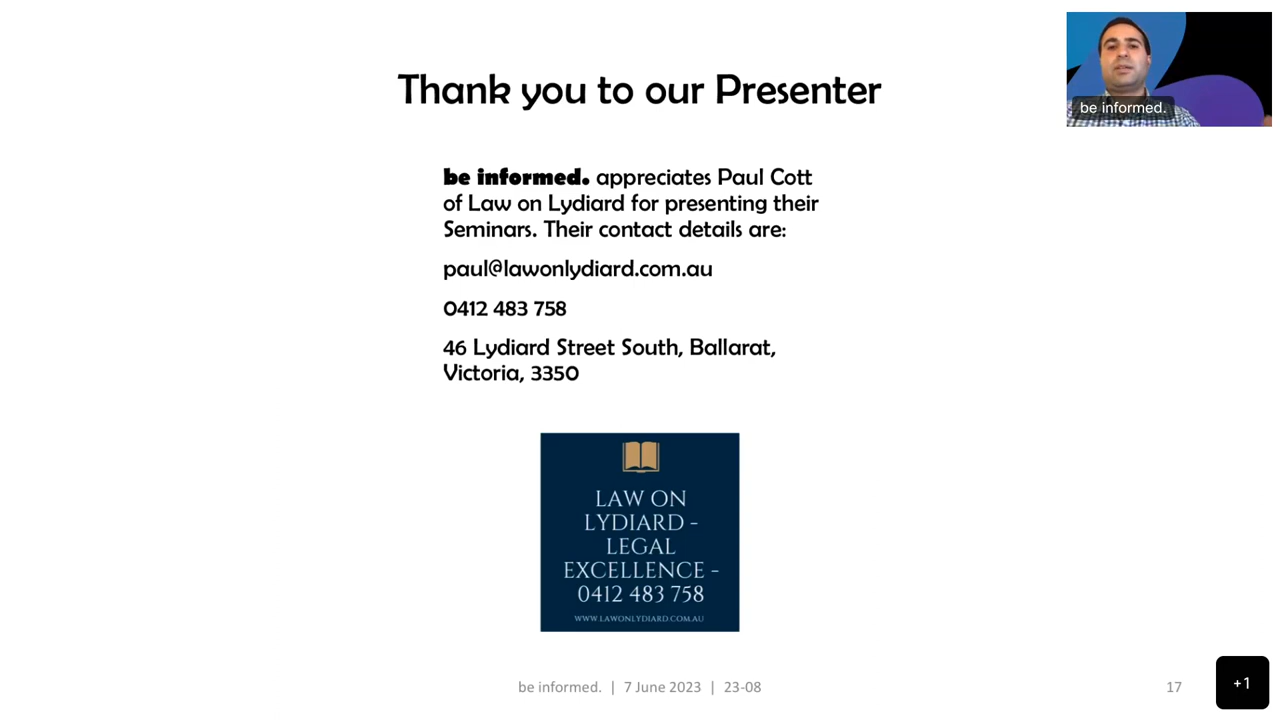 Thank you to our Presenter
be informed.
be informed. appreciates Paul Cott
of Law on Lydiard for presenting their
Seminars. Their contact details are:
paul@lawonlydiard.com.au
0412 483 758
46 Lydiard Street South, Ballarat,
Victoria, 3350
LAW ON
LYDIARD -
LEGAL
EXCELLENCE -
0412 483 758
WWW.LAWONLYDIARD.COM.AU
be informed. | 7 June 2023 | 23-08
17
+1